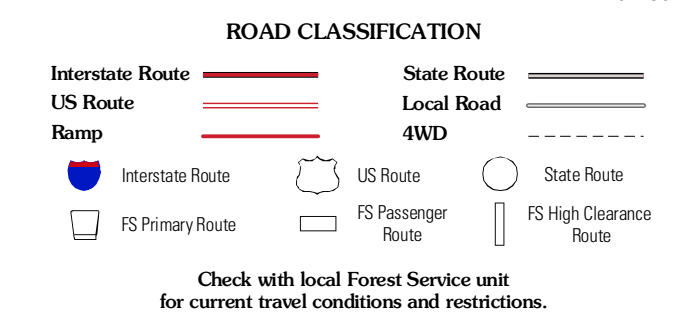 ROAD CLASSIFICATION
Interstate Route
State Route
US Route
Local Road
Ramp
4WD
Interstate Route
US Route
State Route
FS Primary Route
FS Passenger
Route
FS High Clearance
Route
Check with local Forest Service unit
for current travel conditions and restrictions.